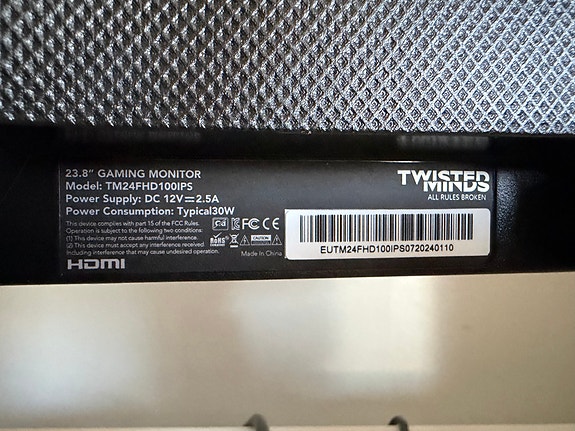 23.8" GAMING MONITOR
Model: TM24FHD100IPS
Power Supply: DC 12V⎓2.5A
Power Consumption: Typical30W
This device complies with part 15 of the FCC Rules.
Operation is subject to the following two conditions:
(1) This device may not cause harmful interference.
(2) This device must accept any interference received.
Including interference that may cause undesired operation.
HDMI
FC CE
RoHS
CAUTION
Made In China
TWISTED
MINDS
ALL RULES BROKEN
EUTM24FHD100IPS0720240110